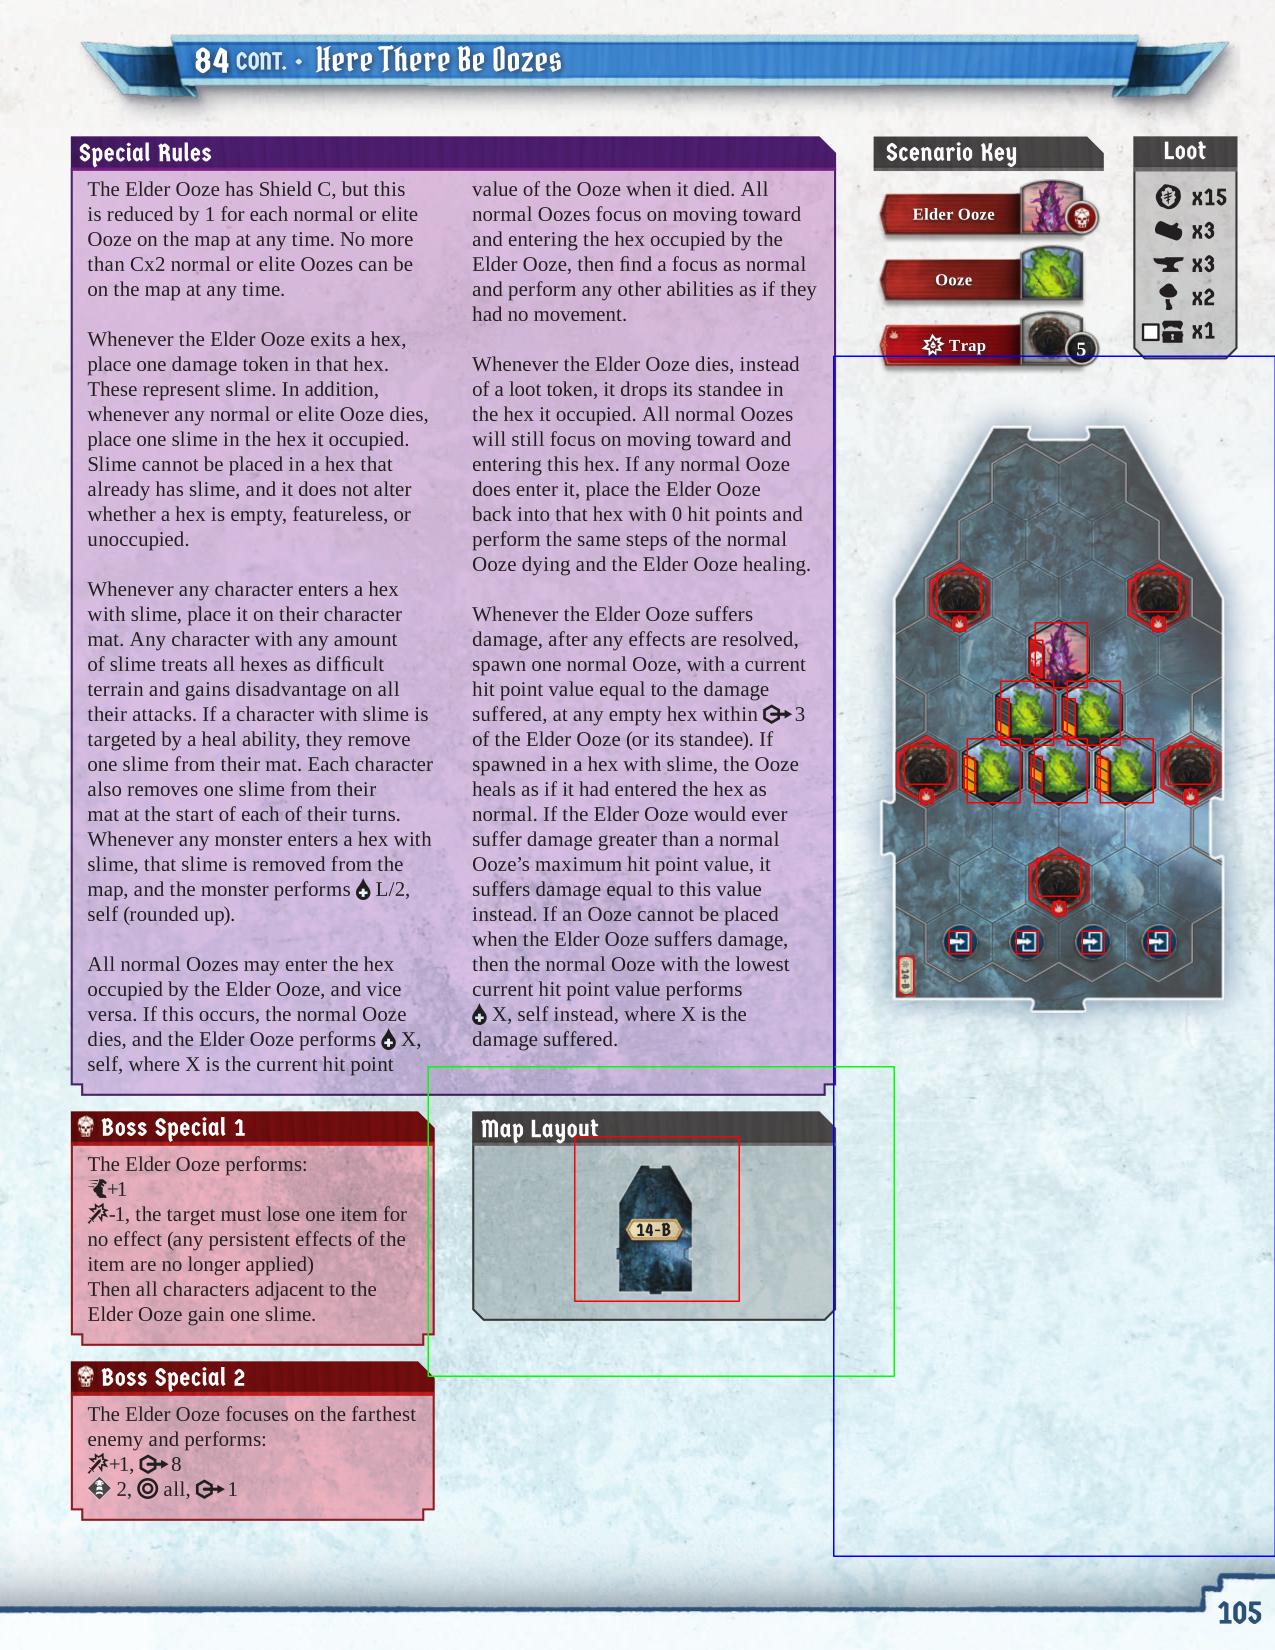 84 CONT. • Here There Be Oozes
Special Rules
The Elder Ooze has Shield C, but this
is reduced by 1 for each normal or elite
Ooze on the map at any time. No more
than Cx2 normal or elite Oozes can be
on the map at any time.
Whenever the Elder Ooze exits a hex,
place one damage token in that hex.
These represent slime. In addition,
whenever any normal or elite Ooze dies,
place one slime in the hex it occupied.
Slime cannot be placed in a hex that
already has slime, and it does not alter
whether a hex is empty, featureless, or
unoccupied.
Whenever any character enters a hex
with slime, place it on their character
mat. Any character with any amount
of slime treats all hexes as difficult
terrain and gains disadvantage on all
their attacks. If a character with slime is
targeted by a heal ability, they remove
one slime from their mat. Each character
also removes one slime from their
mat at the start of each of their turns.
Whenever any monster enters a hex with
slime, that slime is removed from the
map, and the monster performs L/2,
self (rounded up).
All normal Oozes may enter the hex
occupied by the Elder Ooze, and vice
versa. If this occurs, the normal Ooze
dies, and the Elder Ooze performs X,
self, where X is the current hit point
value of the Ooze when it died. All
normal Oozes focus on moving toward
and entering the hex occupied by the
Elder Ooze, then find a focus as normal
and perform any other abilities as if they
had no movement.
Whenever the Elder Ooze dies, instead
of a loot token, it drops its standee in
the hex it occupied. All normal Oozes
will still focus on moving toward and
entering this hex. If any normal Ooze
does enter it, place the Elder Ooze
back into that hex with 0 hit points and
perform the same steps of the normal
Ooze dying and the Elder Ooze healing.
Whenever the Elder Ooze suffers
damage, after any effects are resolved,
spawn one normal Ooze, with a current
hit point value equal to the damage
suffered, at any empty hex within 3
of the Elder Ooze (or its standee). If
spawned in a hex with slime, the Ooze
heals as if it had entered the hex as
normal. If the Elder Ooze would ever
suffer damage greater than a normal
Ooze’s maximum hit point value, it
suffers damage equal to this value
instead. If an Ooze cannot be placed
when the Elder Ooze suffers damage,
then the normal Ooze with the lowest
current hit point value performs
X, self instead, where X is the
damage suffered.
Scenario Key
Elder Ooze
Ooze
Trap 5
Loot
x15
x3
x3
x2
x1
14-B
Boss Special 1
The Elder Ooze performs:
+1
-1, the target must lose one item for
no effect (any persistent effects of the
item are no longer applied)
Then all characters adjacent to the
Elder Ooze gain one slime.
Map Layout
14-B
Boss Special 2
The Elder Ooze focuses on the farthest
enemy and performs:
+1, 8
2, all, 1
105